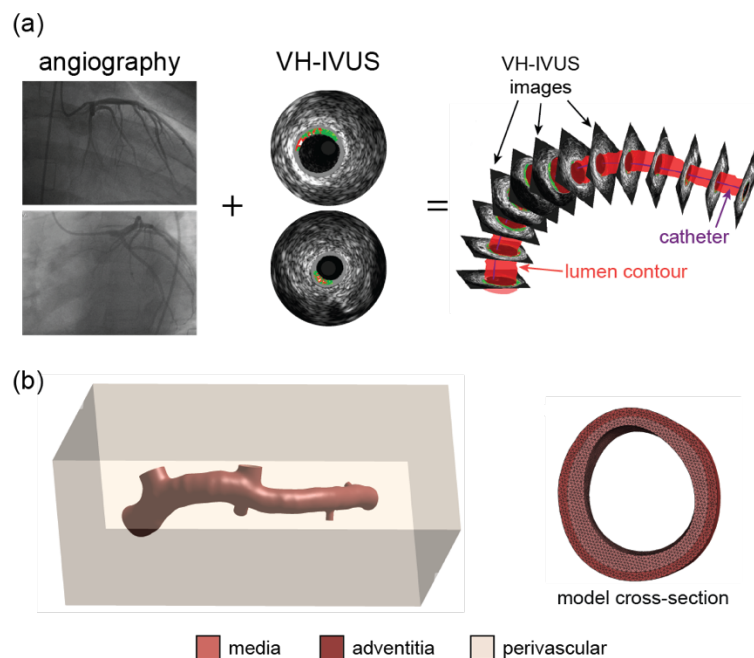 (a)
angiography
VH-IVUS
+
=
VH-IVUS
images
catheter
lumen contour
(b)
model cross-section
media
adventitia
perivascular